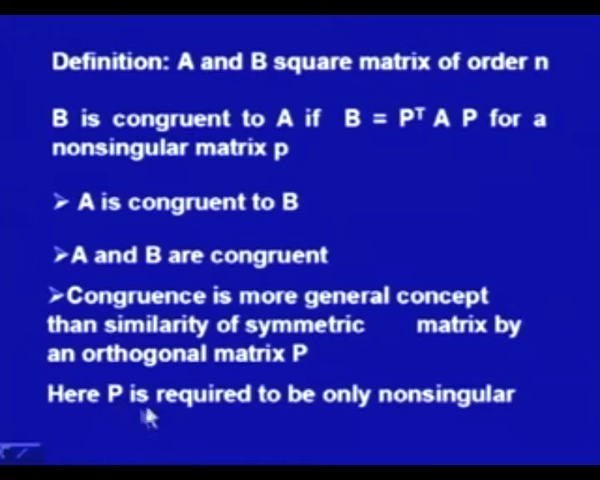 Definition: A and B square matrix of order n
B is congruent to A if B = Pᵀ A P for a
nonsingular matrix p
➢ A is congruent to B
➢A and B are congruent
➢Congruence is more general concept
than similarity of symmetric matrix by
an orthogonal matrix P
Here P is required to be only nonsingular